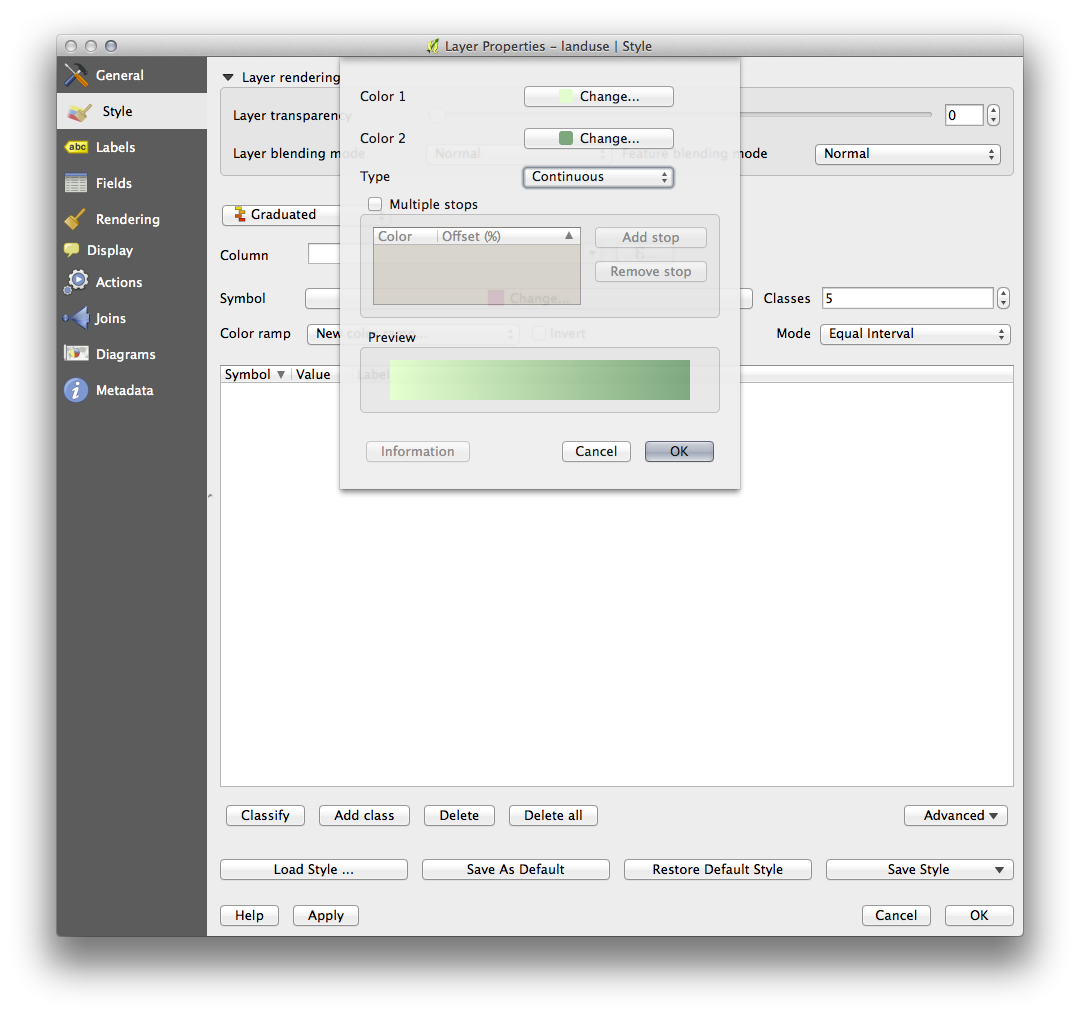 Layer Properties - landuse | Style
General
Style
abc Labels
Fields
Rendering
Display
Actions
Joins
Diagrams
Metadata
Layer rendering
Layer transparency 0
Layer blending mode Normal Feature blending mode Normal
Color 1 Change...
Color 2 Change...
Type Continuous
Multiple stops
Color Offset (%)
Add stop
Remove stop
Preview
Information Cancel OK
Graduated
Column
Symbol Change... Classes 5
Color ramp New color ramp... Invert Mode Equal Interval
Symbol Value Label
Classify Add class Delete Delete all Advanced
Load Style ... Save As Default Restore Default Style Save Style
Help Apply Cancel OK